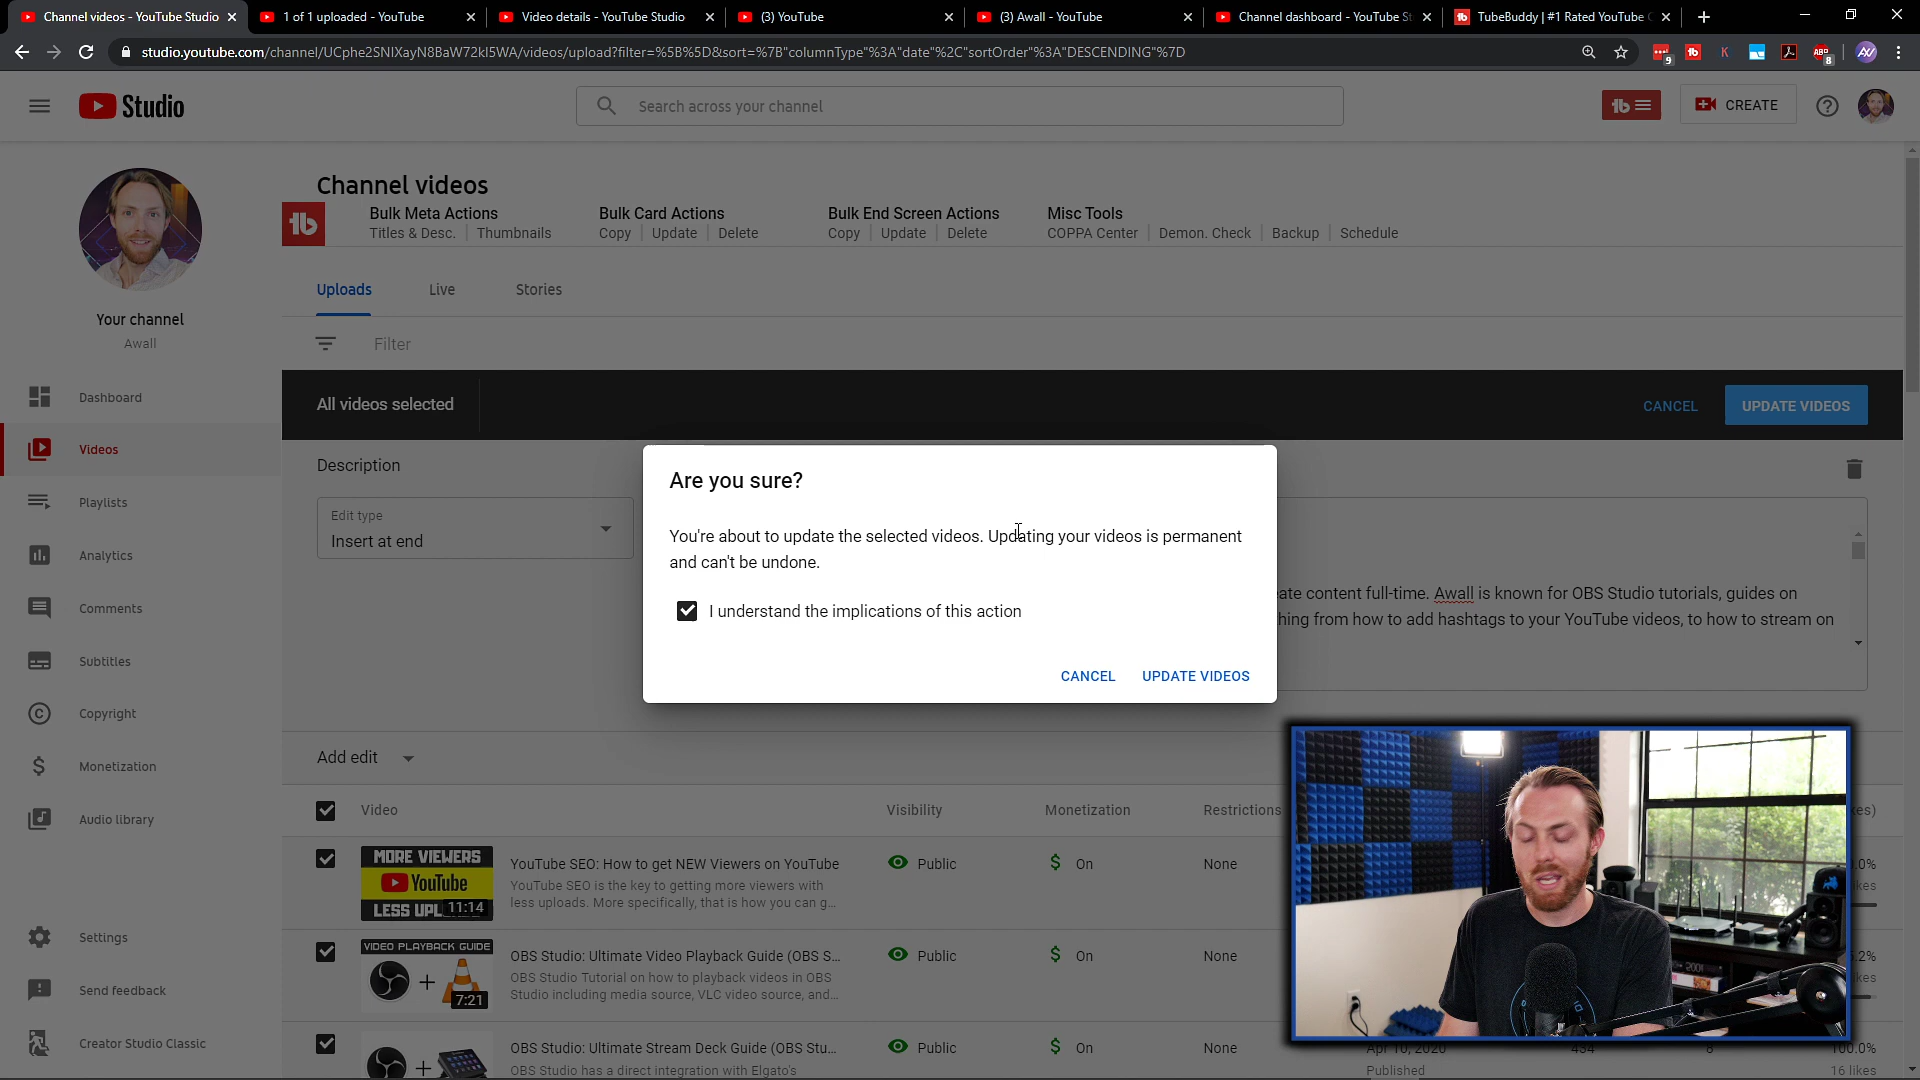 Channel videos - YouTube Studio
1 of 1 uploaded - YouTube
Video details - YouTube Studio
(3) YouTube
(3) Awall - YouTube
Channel dashboard - YouTube St
TubeBuddy | #1 Rated YouTube C
studio.youtube.com/channel/UCphe2SNIXayN8BaW72kI5WA/videos/upload?filter=%5B%5D&sort=%7B"columnType"%3A"date"%2C"sortOrder"%3A"DESCENDING"%7D
9
K
ABP
8
Studio
Search across your channel
tb
CREATE
Channel videos
tb
Bulk Meta Actions
Titles & Desc. | Thumbnails
Bulk Card Actions
Copy | Update | Delete
Bulk End Screen Actions
Copy | Update | Delete
Misc Tools
COPPA Center | Demon. Check | Backup | Schedule
Your channel
Awall
Uploads
Live
Stories
Filter
Dashboard
Videos
Playlists
Analytics
Comments
Subtitles
Copyright
Monetization
Audio library
Settings
Send feedback
Creator Studio Classic
All videos selected
CANCEL
UPDATE VIDEOS
Description
Edit type
Insert at end
eate content full-time. Awall is known for OBS Studio tutorials, guides on
hing from how to add hashtags to your YouTube videos, to how to stream on
Are you sure?
You're about to update the selected videos. Updating your videos is permanent
and can't be undone.
I understand the implications of this action
CANCEL
UPDATE VIDEOS
Add edit
Video
Visibility
Monetization
Restrictions
MORE VIEWERS
YouTube
11:14
YouTube SEO: How to get NEW Viewers on YouTube
YouTube SEO is the key to getting more viewers with
less uploads. More specifically, that is how you can g...
Public
On
None
VIDEO PLAYBACK GUIDE
7:21
OBS Studio: Ultimate Video Playback Guide (OBS S...
OBS Studio Tutorial on how to playback videos in OBS
Studio including media source, VLC video source, and...
Public
On
None
OBS Studio: Ultimate Stream Deck Guide (OBS Stu...
OBS Studio has a direct integration with Elgato's
Public
On
None
Apr 10, 2020
Published
434
100.0%
16 likes